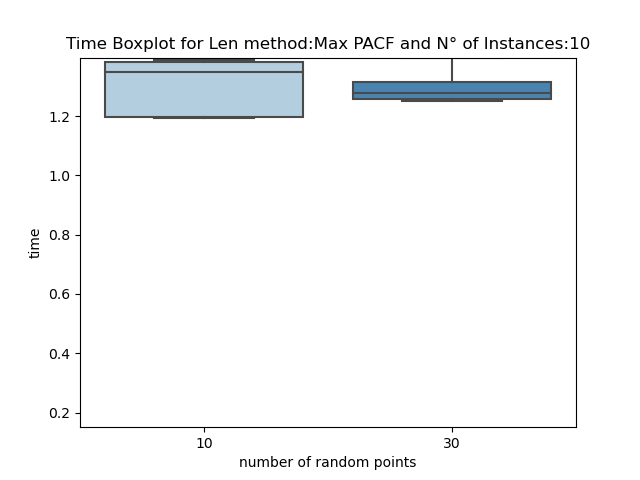 Time Boxplot for Len method:Max PACF and N° of Instances:10
1.2
1.0
0.8
0.6
0.4
0.2
time
10 30
number of random points